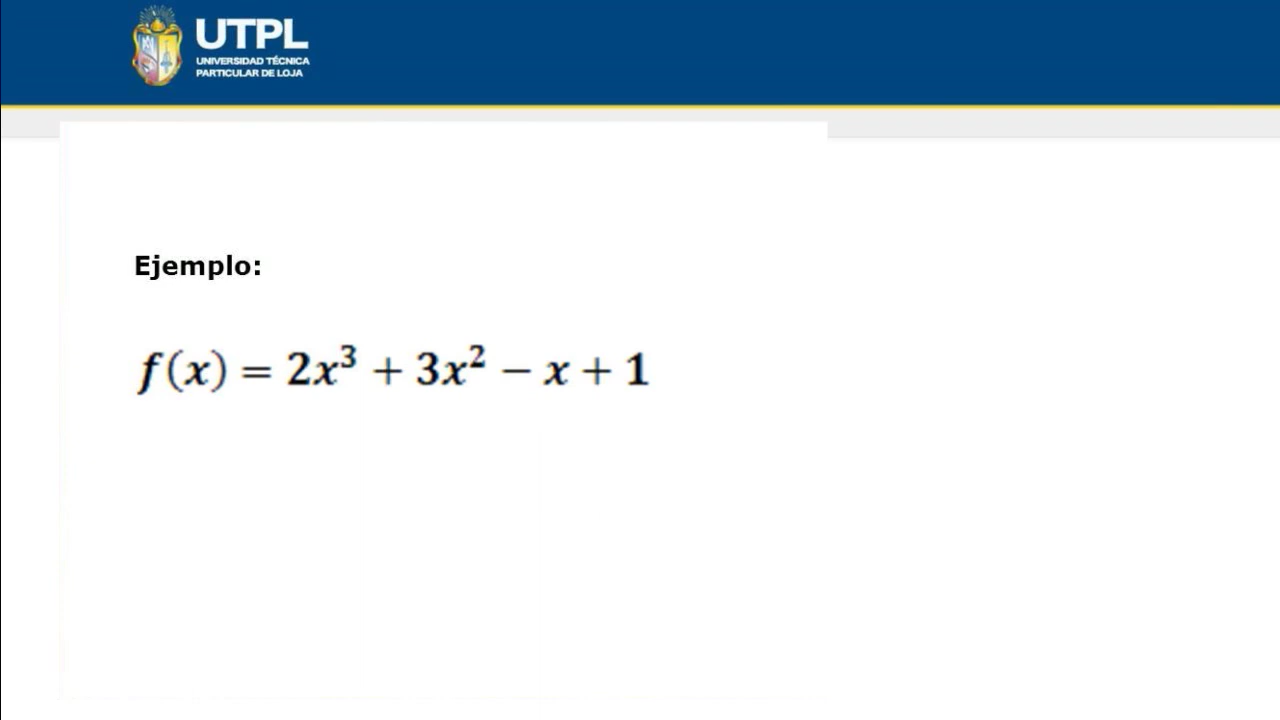 UTPL
UNIVERSIDAD TÉCNICA
PARTICULAR DE LOJA
Ejemplo:
f(x) = 2x³ + 3x² − x + 1